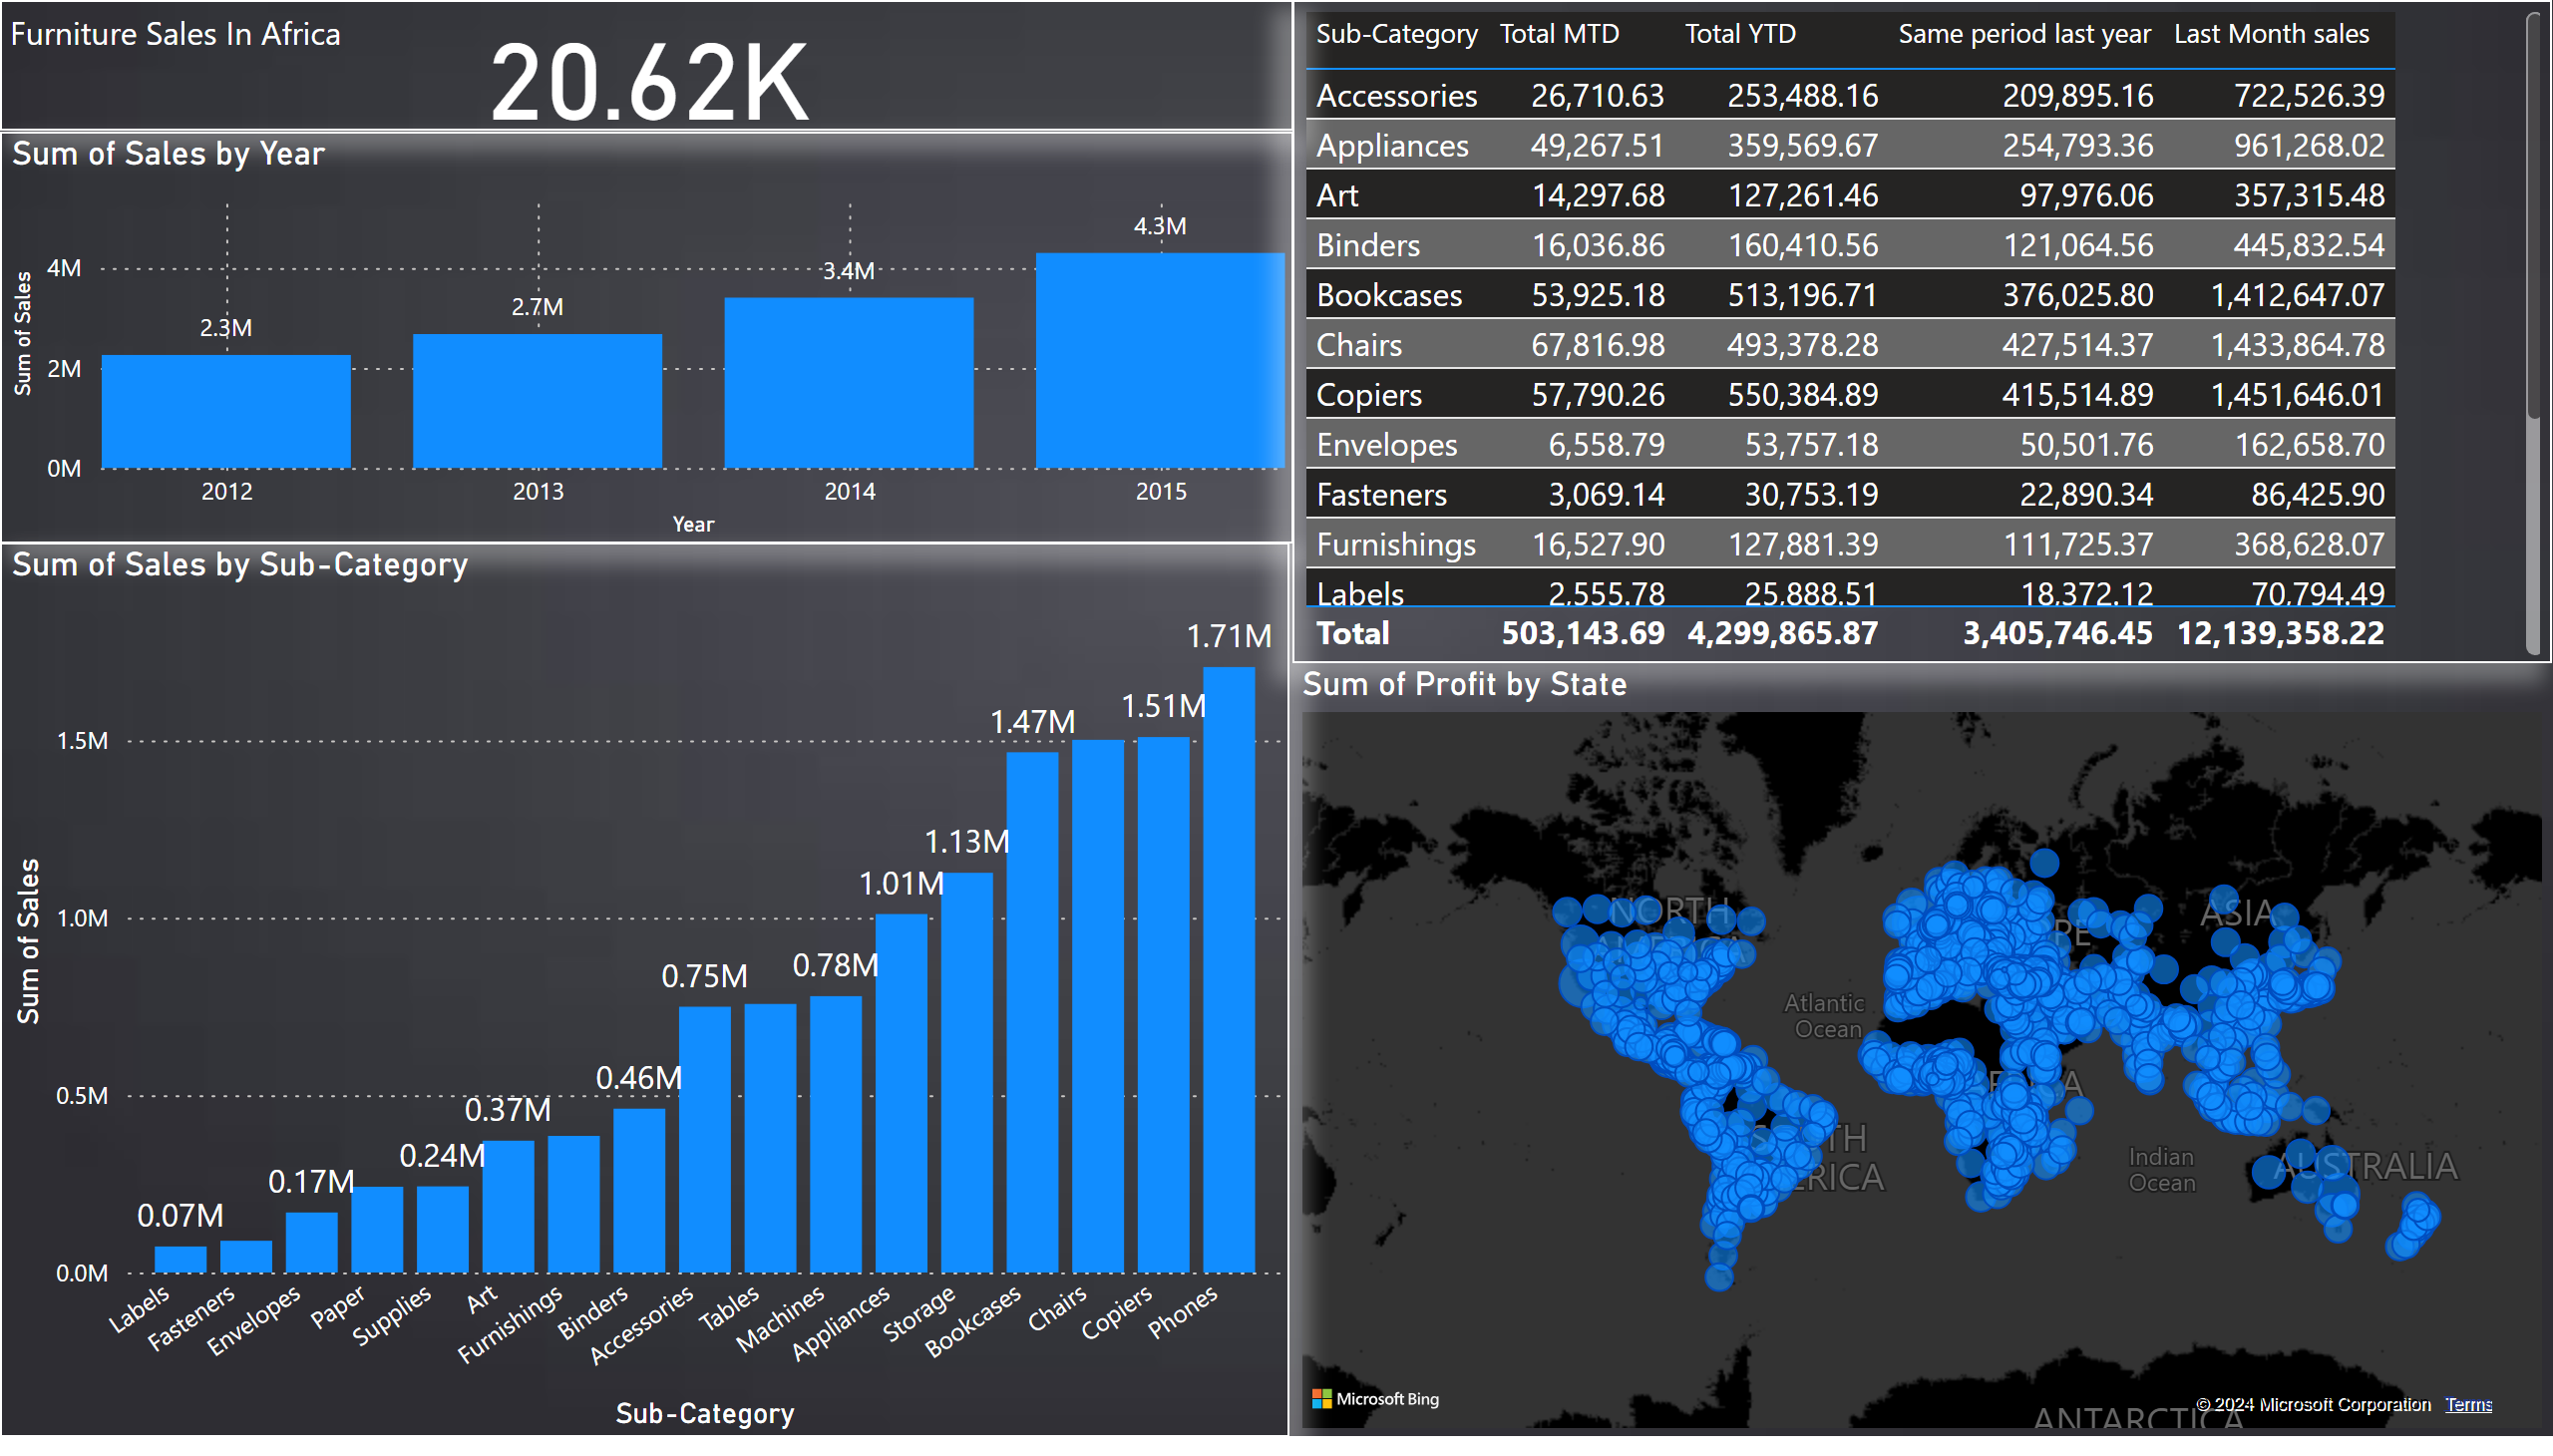 Furniture Sales In Africa
20.62K
Sum of Sales by Year
Sum of Sales
4M
2M
0M
2.3M
2.7M
3.4M
4.3M
2012 2013 2014 2015
Year
Sum of Sales by Sub-Category
Sum of Sales
1.5M
1.0M
0.5M
0.0M
0.07M
0.17M
0.24M
0.37M
0.46M
0.75M
0.78M
1.01M
1.13M
1.47M
1.51M
1.71M
Labels
Fasteners
Envelopes
Paper
Supplies
Art
Furnishings
Binders
Accessories
Tables
Machines
Appliances
Storage
Bookcases
Chairs
Copiers
Phones
Sub-Category
Sub-Category Total MTD Total YTD Same period last year Last Month sales
Accessories 26,710.63 253,488.16 209,895.16 722,526.39
Appliances 49,267.51 359,569.67 254,793.36 961,268.02
Art 14,297.68 127,261.46 97,976.06 357,315.48
Binders 16,036.86 160,410.56 121,064.56 445,832.54
Bookcases 53,925.18 513,196.71 376,025.80 1,412,647.07
Chairs 67,816.98 493,378.28 427,514.37 1,433,864.78
Copiers 57,790.26 550,384.89 415,514.89 1,451,646.01
Envelopes 6,558.79 53,757.18 50,501.76 162,658.70
Fasteners 3,069.14 30,753.19 22,890.34 86,425.90
Furnishings 16,527.90 127,881.39 111,725.37 368,628.07
Labels 2,555.78 25,888.51 18,372.12 70,794.49
Total 503,143.69 4,299,865.87 3,405,746.45 12,139,358.22
Sum of Profit by State
NORTH
ASIA
Atlantic
Ocean
Indian
Ocean
AUSTRALIA
ANTARCTICA
Microsoft Bing
© 2024 Microsoft Corporation Terms